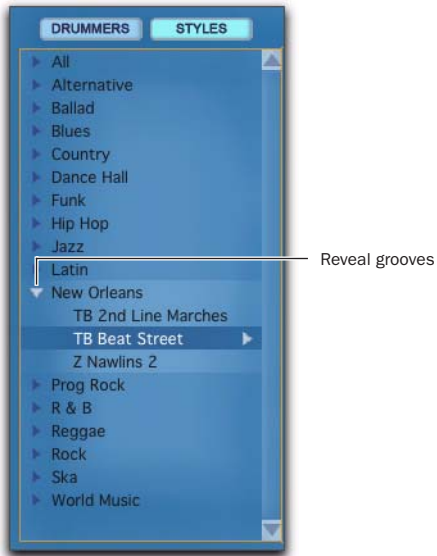 DRUMMERS STYLES
All
Alternative
Ballad
Blues
Country
Dance Hall
Funk
Hip Hop
Jazz
Latin
Reveal grooves
New Orleans
TB 2nd Line Marches
TB Beat Street
Z Nawlins 2
Prog Rock
R & B
Reggae
Rock
Ska
World Music